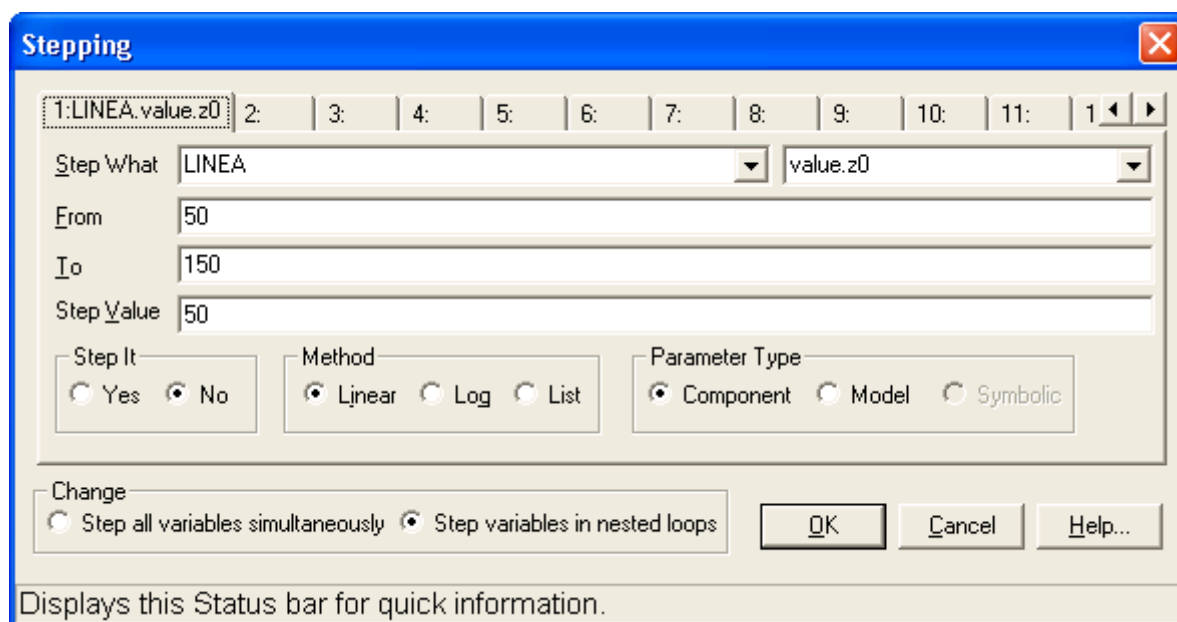 Stepping
1:LINEA.value.z0 2: 3: 4: 5: 6: 7: 8: 9: 10: 11: 1
Step What LINEA value.z0
From 50
To 150
Step Value 50
Step It Method Parameter Type
Yes No Linear Log List Component Model Symbolic
Change
Step all variables simultaneously Step variables in nested loops OK Cancel Help...
Displays this Status bar for quick information.